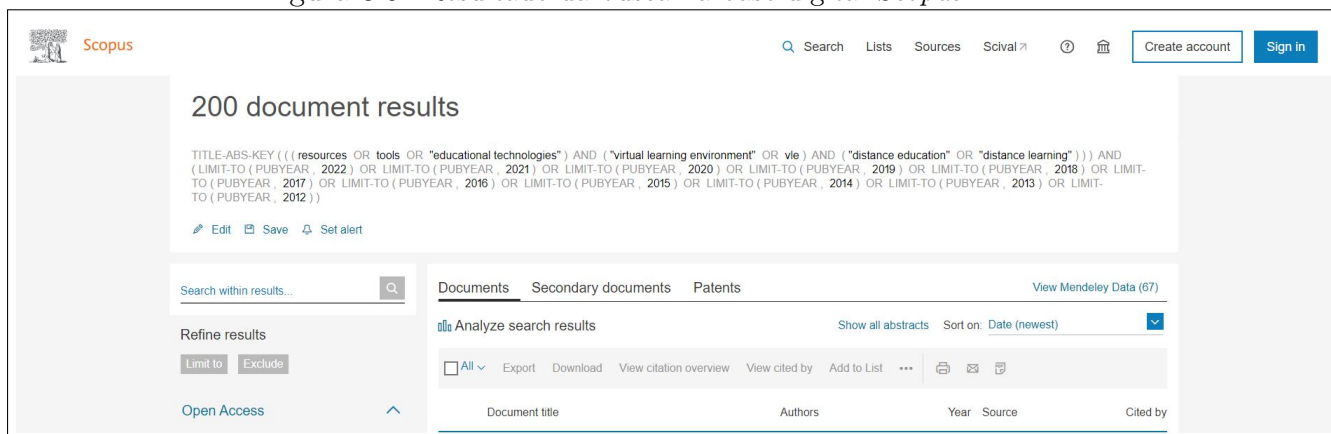 Scopus
Search Lists Sources Scival ↗ Create account Sign in
200 document results
TITLE-ABS-KEY ( ( ( resources OR tools OR "educational technologies" ) AND ( "virtual learning environment" OR vle ) AND ( "distance education" OR "distance learning" ) ) ) AND
( LIMIT-TO ( PUBYEAR , 2022 ) OR LIMIT-TO ( PUBYEAR , 2021 ) OR LIMIT-TO ( PUBYEAR , 2020 ) OR LIMIT-TO ( PUBYEAR , 2019 ) OR LIMIT-TO ( PUBYEAR , 2018 ) OR LIMIT-
TO ( PUBYEAR , 2017 ) OR LIMIT-TO ( PUBYEAR , 2016 ) OR LIMIT-TO ( PUBYEAR , 2015 ) OR LIMIT-TO ( PUBYEAR , 2014 ) OR LIMIT-TO ( PUBYEAR , 2013 ) OR LIMIT-
TO ( PUBYEAR , 2012 ) )
Edit Save Set alert
Search within results...
Refine results
Limit to Exclude
Open Access
Documents Secondary documents Patents View Mendeley Data (67)
Analyze search results Show all abstracts Sort on: Date (newest)
All Export Download View citation overview View cited by Add to List •••
Document title Authors Year Source Cited by